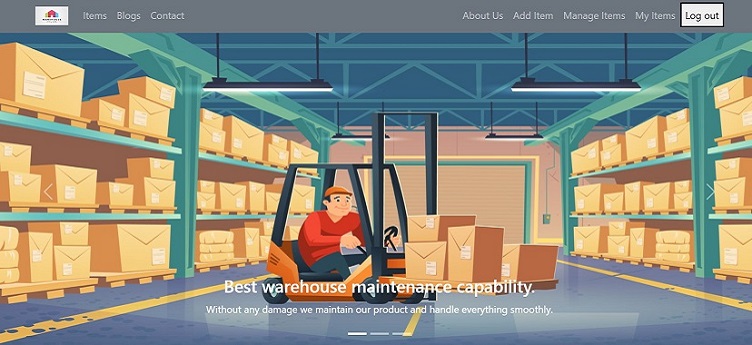 Items Blogs Contact About Us Add Item Manage Items My Items Log out
Best warehouse maintenance capability.
Without any damage we maintain our product and handle everything smoothly.